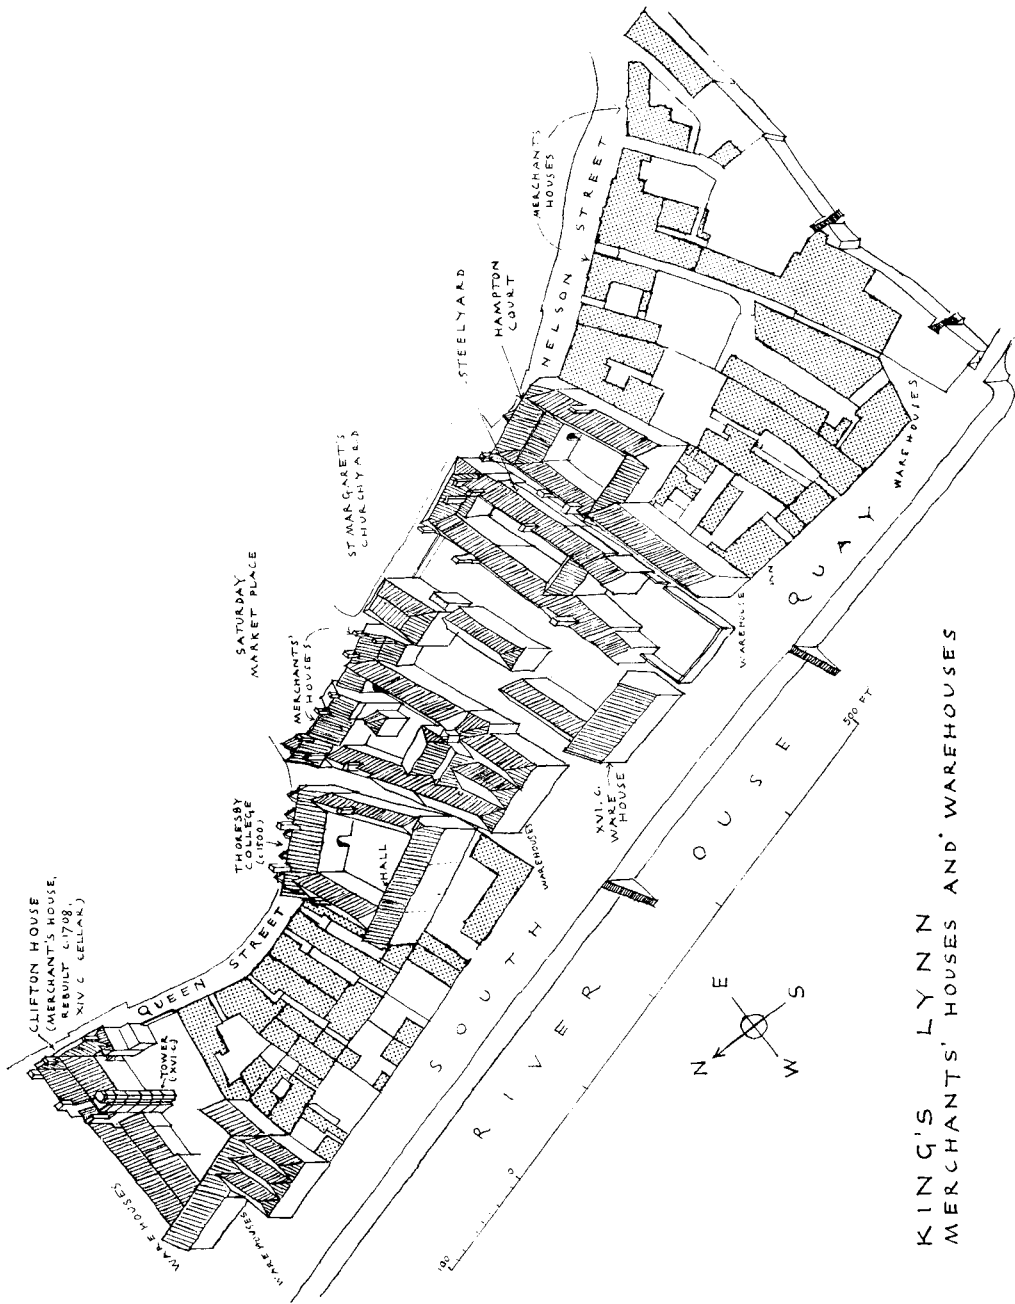 CLIFTON HOUSE
(MERCHANT'S HOUSE,
REBUILT C.1708,
XIV C CELLAR)
TOWER
(XVI C)
WAREHOUSES
WAREHOUSES
QUEEN STREET
THORESBY
COLLEGE
(c1500)
HALL
WAREHOUSES
MERCHANTS'
HOUSES
SATURDAY
MARKET PLACE
ST MARGARET'S
CHURCHYARD
STEELYARD
HAMPTON
COURT
NELSON STREET
MERCHANTS
HOUSES
XVI.C.
WARE
HOUSE
WAREHOUSE
WAREHOUSES
SOUTH QUAY
RIVER OUSE
100
0
500 FT
N
E
S
W
KING'S LYNN
MERCHANTS' HOUSES AND WAREHOUSES